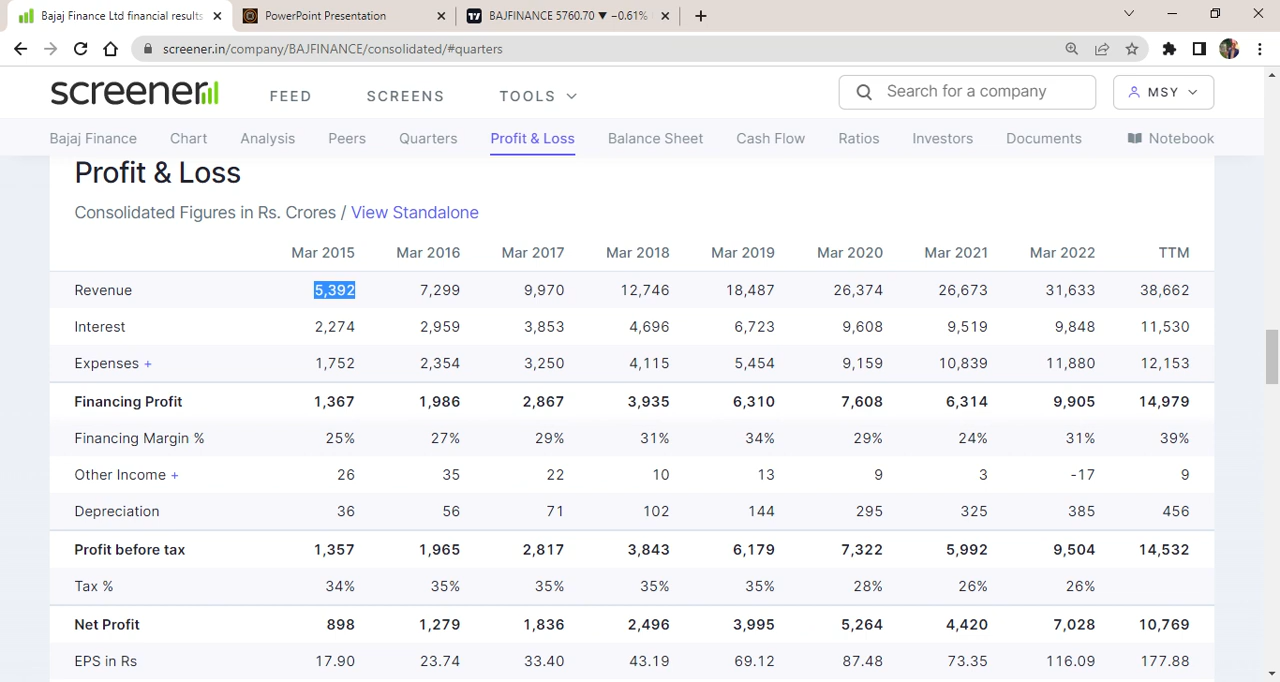 Bajaj Finance Ltd financial results
PowerPoint Presentation
BAJFINANCE 5760.70 ▼ −0.61%
screener.in/company/BAJFINANCE/consolidated/#quarters
screener FEED SCREENS TOOLS Search for a company MSY
Bajaj Finance Chart Analysis Peers Quarters Profit & Loss Balance Sheet Cash Flow Ratios Investors Documents Notebook
Profit & Loss
Consolidated Figures in Rs. Crores / View Standalone
Mar 2015 Mar 2016 Mar 2017 Mar 2018 Mar 2019 Mar 2020 Mar 2021 Mar 2022 TTM
Revenue 5,392 7,299 9,970 12,746 18,487 26,374 26,673 31,633 38,662
Interest 2,274 2,959 3,853 4,696 6,723 9,608 9,519 9,848 11,530
Expenses + 1,752 2,354 3,250 4,115 5,454 9,159 10,839 11,880 12,153
Financing Profit 1,367 1,986 2,867 3,935 6,310 7,608 6,314 9,905 14,979
Financing Margin % 25% 27% 29% 31% 34% 29% 24% 31% 39%
Other Income + 26 35 22 10 13 9 3 -17 9
Depreciation 36 56 71 102 144 295 325 385 456
Profit before tax 1,357 1,965 2,817 3,843 6,179 7,322 5,992 9,504 14,532
Tax % 34% 35% 35% 35% 35% 28% 26% 26%
Net Profit 898 1,279 1,836 2,496 3,995 5,264 4,420 7,028 10,769
EPS in Rs 17.90 23.74 33.40 43.19 69.12 87.48 73.35 116.09 177.88